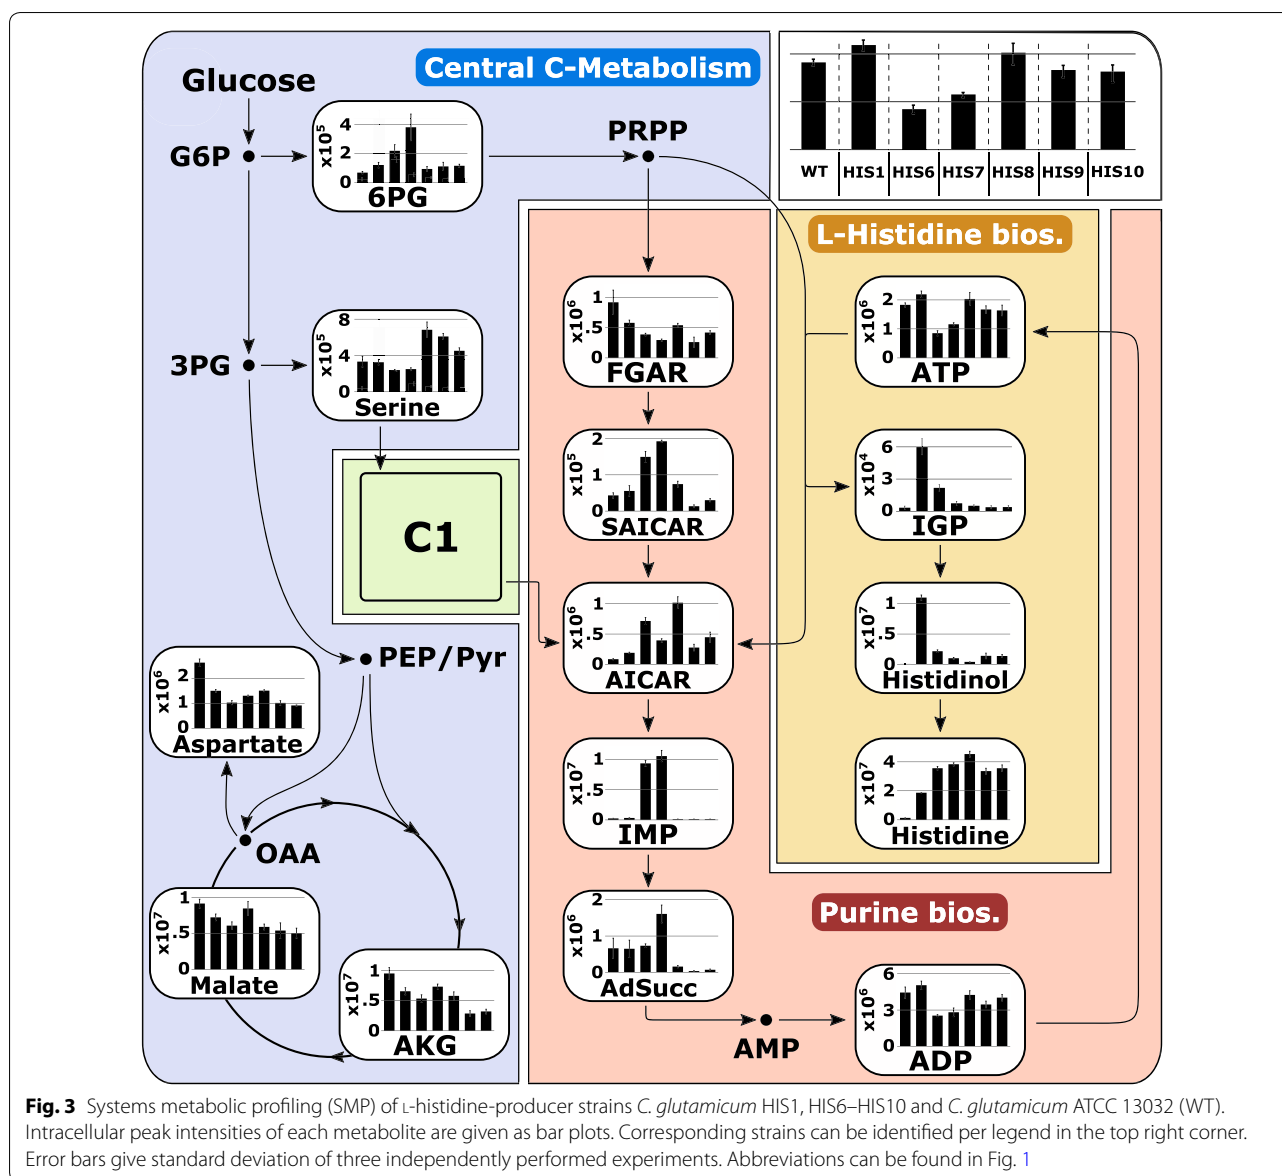 Central C-Metabolism
Glucose
G6P
x10⁵
4
2
0
6PG
PRPP
WT
HIS1
HIS6
HIS7
HIS8
HIS9
HIS10
L-Histidine bios.
3PG
x10⁵
8
4
0
Serine
x10⁶
1
.5
0
FGAR
x10⁶
2
1
0
ATP
C1
x10⁵
2
1
0
SAICAR
x10⁴
6
3
0
IGP
x10⁶
1
.5
0
AICAR
x10⁷
1
.5
0
Histidinol
PEP/Pyr
x10⁶
2
1
0
Aspartate
x10⁷
1
.5
0
IMP
x10⁷
4
2
0
Histidine
OAA
x10⁷
1
.5
0
Malate
x10⁷
1
.5
0
AKG
x10⁶
2
1
0
AdSucc
Purine bios.
AMP
x10⁶
6
3
0
ADP
Fig. 3 Systems metabolic profiling (SMP) of L-histidine-producer strains C. glutamicum HIS1, HIS6–HIS10 and C. glutamicum ATCC 13032 (WT).
Intracellular peak intensities of each metabolite are given as bar plots. Corresponding strains can be identified per legend in the top right corner.
Error bars give standard deviation of three independently performed experiments. Abbreviations can be found in Fig. 1